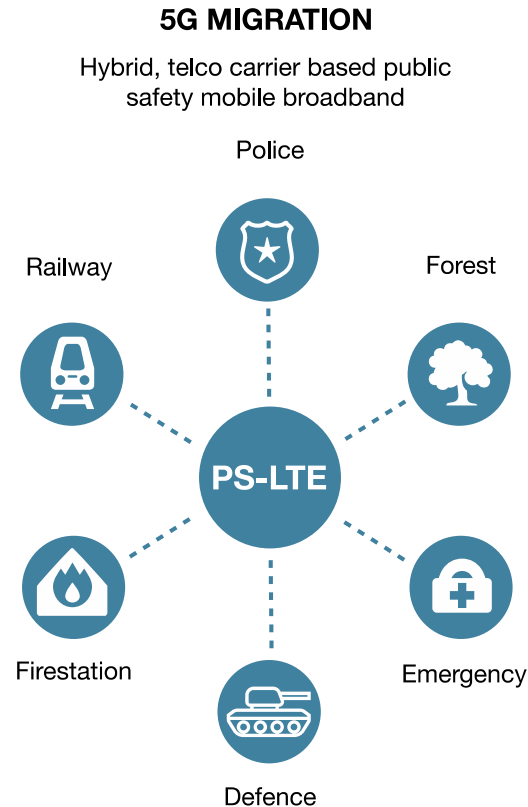 5G MIGRATION
Hybrid, telco carrier based public
safety mobile broadband
Police
Railway
Forest
PS-LTE
Firestation
Emergency
Defence